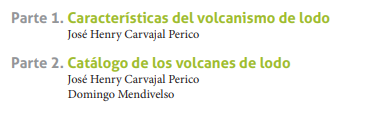 Parte 1. Características del volcanismo de lodo
José Henry Carvajal Perico
Parte 2. Catálogo de los volcanes de lodo
José Henry Carvajal Perico
Domingo Mendivelso